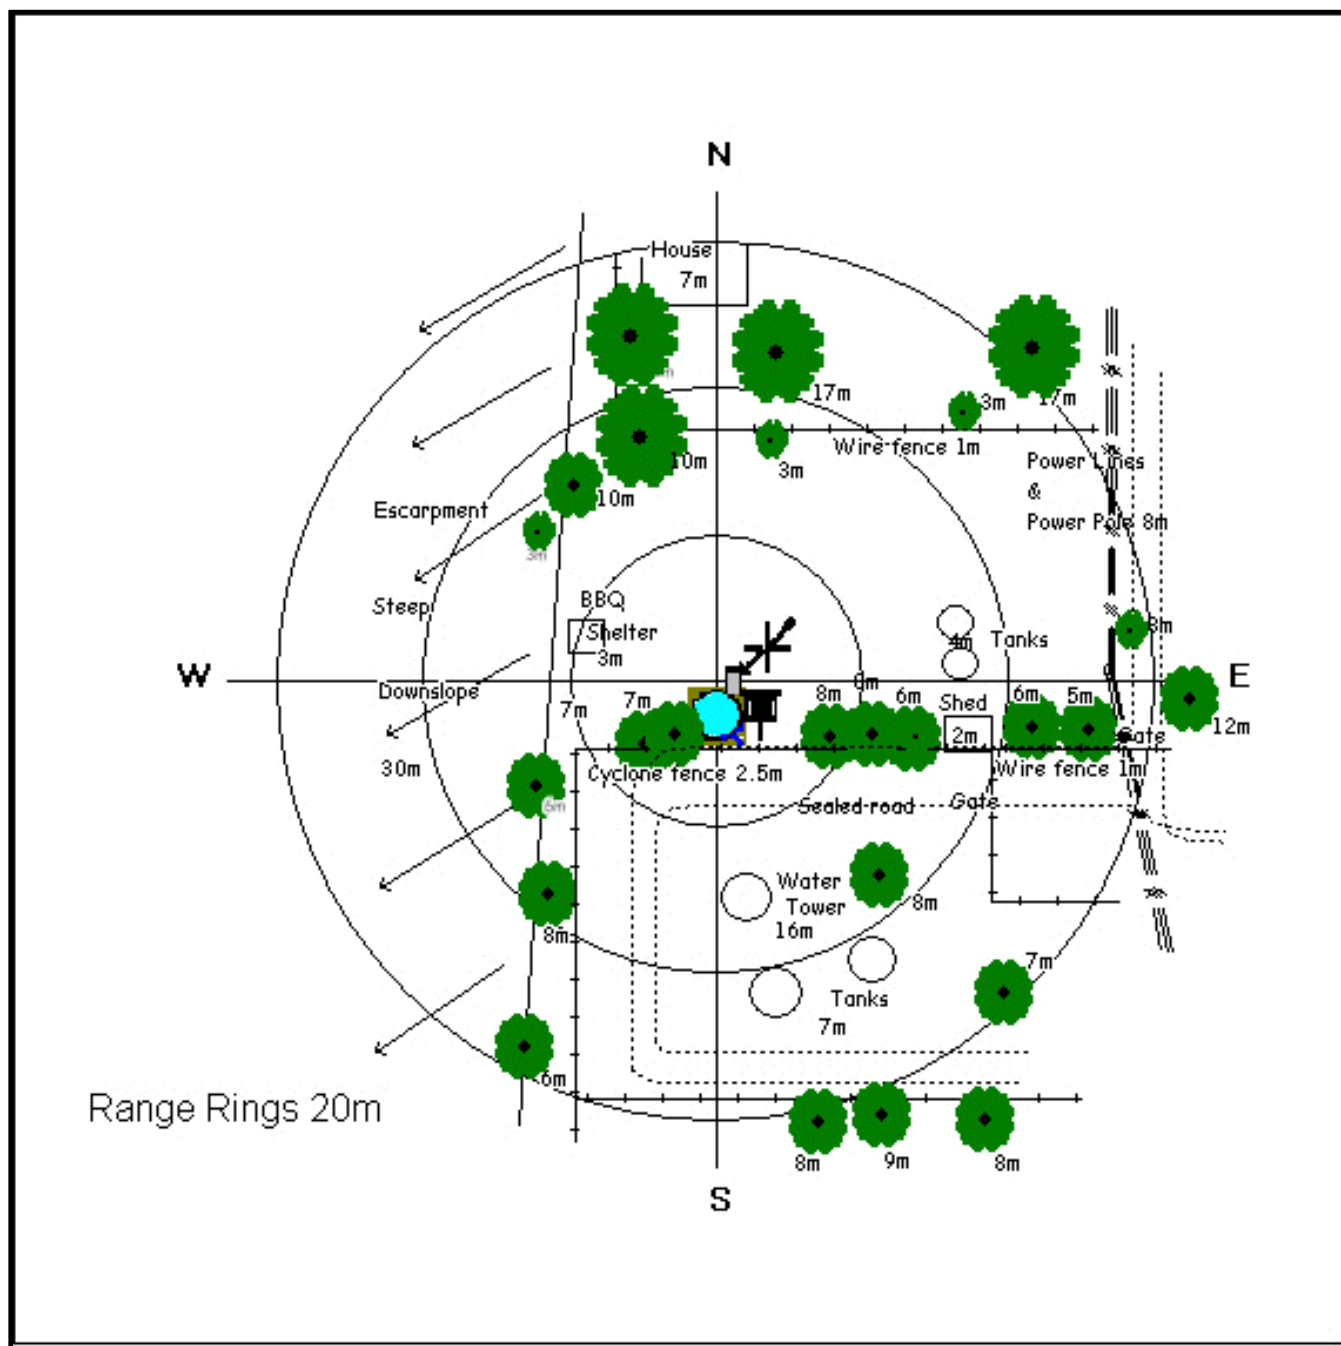 N
House
7m
17m
3m
17m
10m
Wire fence 1m
3m
Power Lines
&
Power Pole 8m
10m
Escarpment
3m
BBQ
Shelter
3m
Steep
4m
Tanks
8m
W
E
Downslope
7m
7m
8m
6m
6m
Shed
2m
6m
5m
Gate
12m
30m
Cyclone fence 2.5m
Wire fence 1m
6m
Sealed road
Gate
Water
Tower
16m
8m
8m
7m
Tanks
7m
6m
Range Rings 20m
8m
9m
8m
S